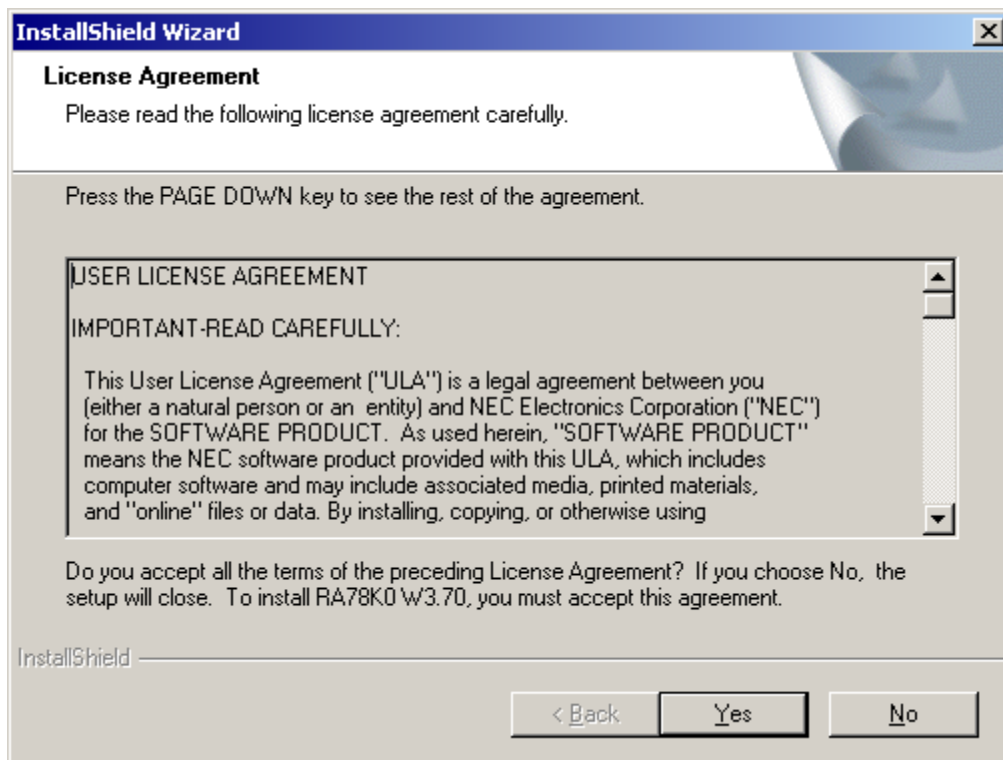 InstallShield Wizard
License Agreement
Please read the following license agreement carefully.
Press the PAGE DOWN key to see the rest of the agreement.
USER LICENSE AGREEMENT
IMPORTANT-READ CAREFULLY:
This User License Agreement ("ULA") is a legal agreement between you
(either a natural person or an  entity) and NEC Electronics Corporation ("NEC")
for the SOFTWARE PRODUCT.  As used herein, "SOFTWARE PRODUCT"
means the NEC software product provided with this ULA, which includes
computer software and may include associated media, printed materials,
and "online" files or data. By installing, copying, or otherwise using
Do you accept all the terms of the preceding License Agreement?  If you choose No,  the
setup will close.  To install RA78K0 W3.70, you must accept this agreement.
InstallShield
< Back
Yes
No